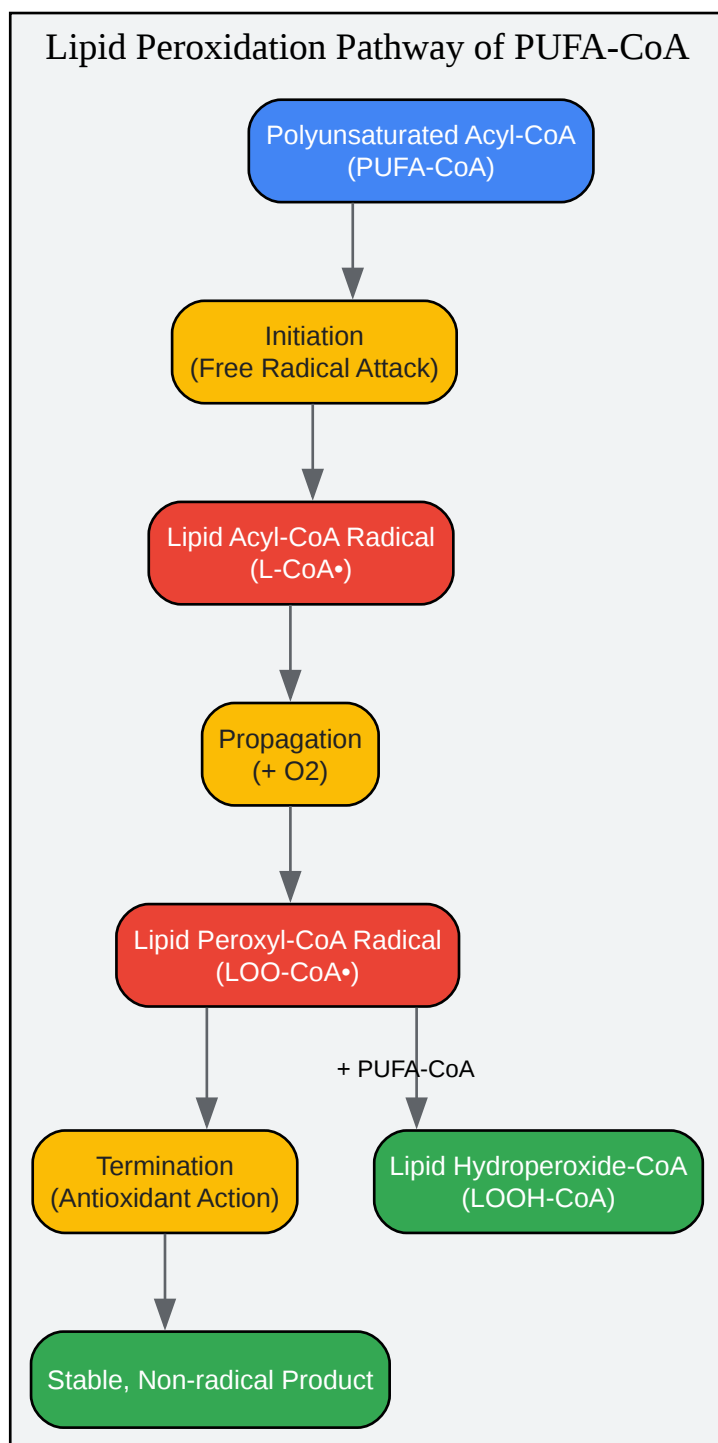 Lipid Peroxidation Pathway of PUFA-CoA
Polyunsaturated Acyl-CoA
(PUFA-CoA)
Initiation
(Free Radical Attack)
Lipid Acyl-CoA Radical
(L-CoA•)
Propagation
(+ O2)
Lipid Peroxyl-CoA Radical
(LOO-CoA•)
+ PUFA-CoA
Termination
(Antioxidant Action)
Lipid Hydroperoxide-CoA
(LOOH-CoA)
Stable, Non-radical Product